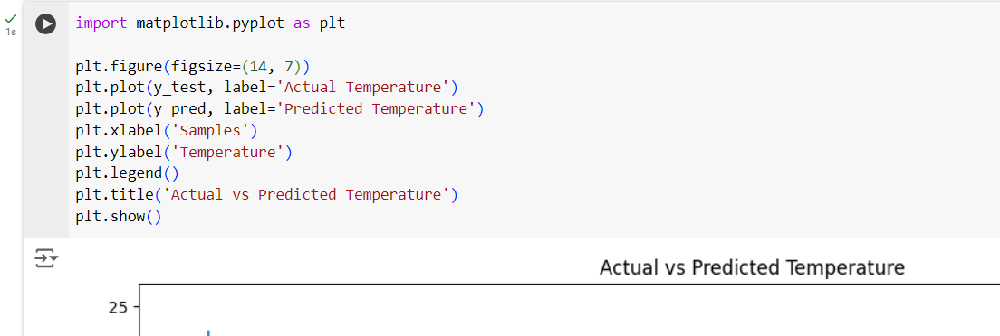 import matplotlib.pyplot as plt
1s
plt.figure(figsize=(14, 7))
plt.plot(y_test, label='Actual Temperature')
plt.plot(y_pred, label='Predicted Temperature')
plt.xlabel('Samples')
plt.ylabel('Temperature')
plt.legend()
plt.title('Actual vs Predicted Temperature')
plt.show()
Actual vs Predicted Temperature
25